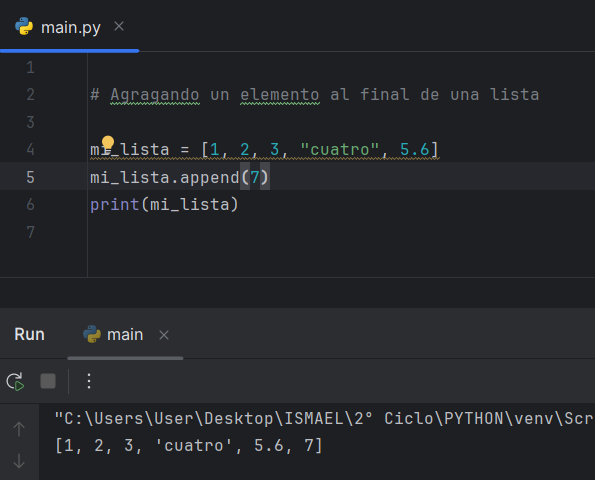 main.py
1
2 # Agragando un elemento al final de una lista
3
4 mi_lista = [1, 2, 3, "cuatro", 5.6]
5 mi_lista.append(7)
6 print(mi_lista)
7
Run main
"C:\Users\User\Desktop\ISMAEL\2° Ciclo\PYTHON\venv\Scr
[1, 2, 3, 'cuatro', 5.6, 7]